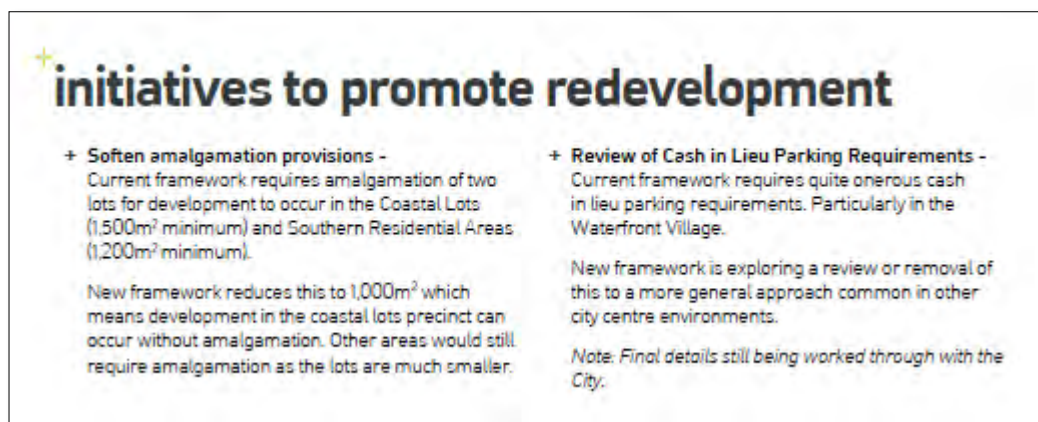 initiatives to promote redevelopment
+ Soften amalgamation provisions -
Current framework requires amalgamation of two
lots for development to occur in the Coastal Lots
(1,500m² minimum) and Southern Residential Areas
(1,200m² minimum).
New framework reduces this to 1,000m² which
means development in the coastal lots precinct can
occur without amalgamation. Other areas would still
require amalgamation as the lots are much smaller.
+ Review of Cash in Lieu Parking Requirements -
Current framework requires quite onerous cash
in lieu parking requirements. Particularly in the
Waterfront Village.
New framework is exploring a review or removal of
this to a more general approach common in other
city centre environments.
Note: Final details still being worked through with the
City.